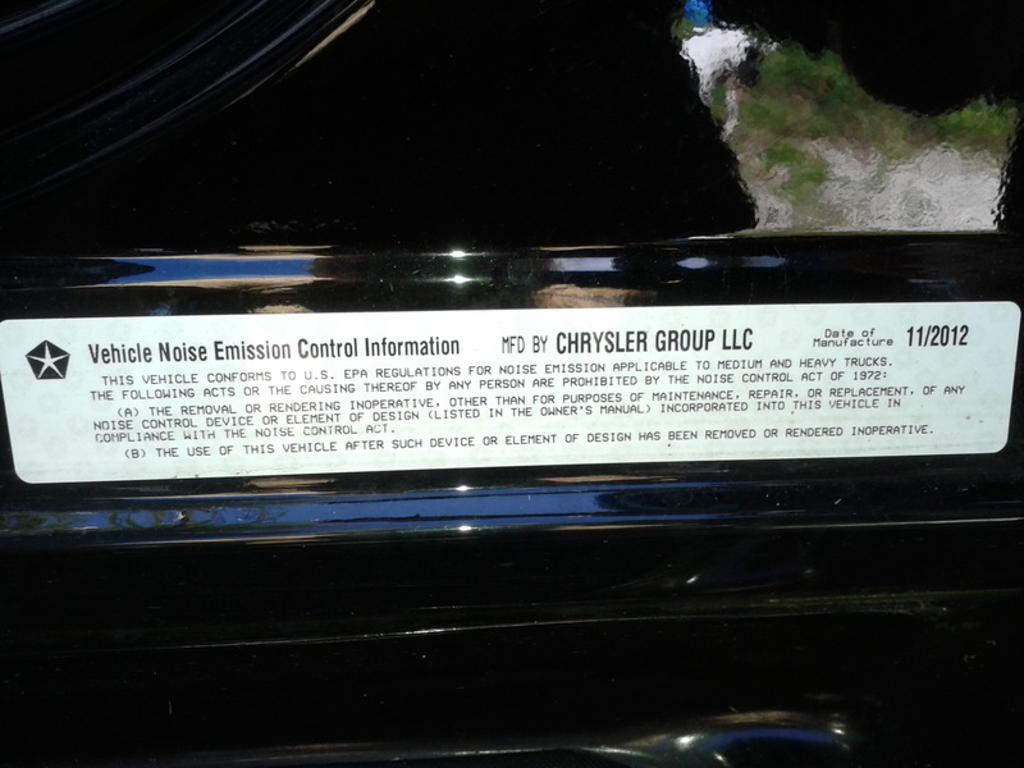 Vehicle Noise Emission Control Information MFD BY CHRYSLER GROUP LLC Date of Manufacture 11/2012
THIS VEHICLE CONFORMS TO U.S. EPA REGULATIONS FOR NOISE EMISSION APPLICABLE TO MEDIUM AND HEAVY TRUCKS.
THE FOLLOWING ACTS OR THE CAUSING THEREOF BY ANY PERSON ARE PROHIBITED BY THE NOISE CONTROL ACT OF 1972:
(A) THE REMOVAL OR RENDERING INOPERATIVE, OTHER THAN FOR PURPOSES OF MAINTENANCE, REPAIR, OR REPLACEMENT, OF ANY
NOISE CONTROL DEVICE OR ELEMENT OF DESIGN (LISTED IN THE OWNER'S MANUAL) INCORPORATED INTO THIS VEHICLE IN
COMPLIANCE WITH THE NOISE CONTROL ACT.
(B) THE USE OF THIS VEHICLE AFTER SUCH DEVICE OR ELEMENT OF DESIGN HAS BEEN REMOVED OR RENDERED INOPERATIVE.